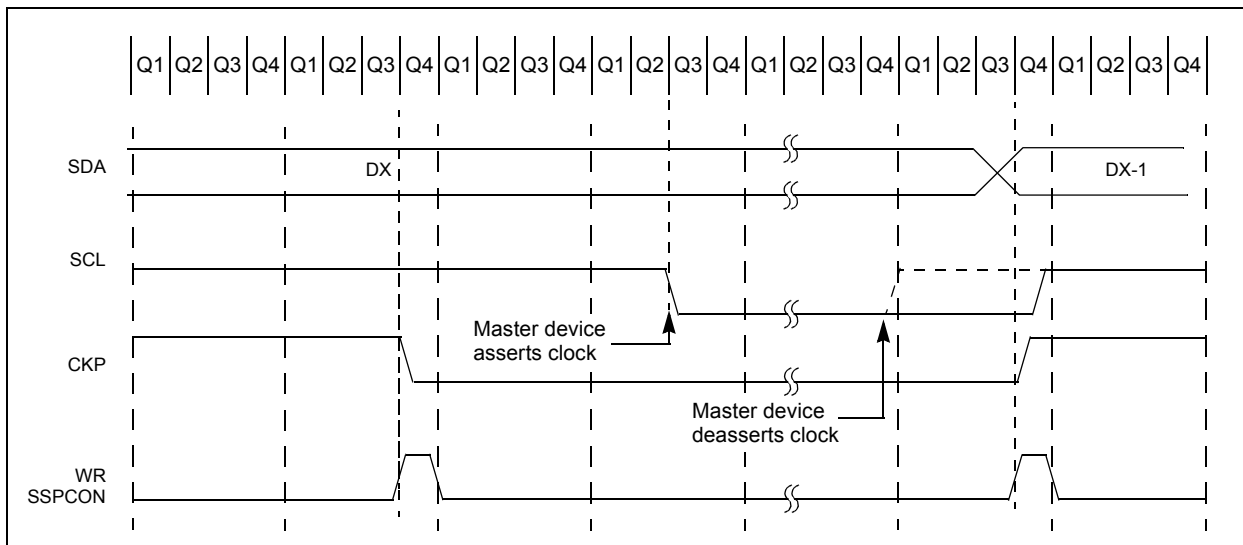 Q1 Q2 Q3 Q4 Q1 Q2 Q3 Q4 Q1 Q2 Q3 Q4 Q1 Q2 Q3 Q4 Q1 Q2 Q3 Q4 Q1 Q2 Q3 Q4 Q1 Q2 Q3 Q4
SDA DX DX-1
SCL
Master device
asserts clock
CKP
Master device
deasserts clock
WR
SSPCON